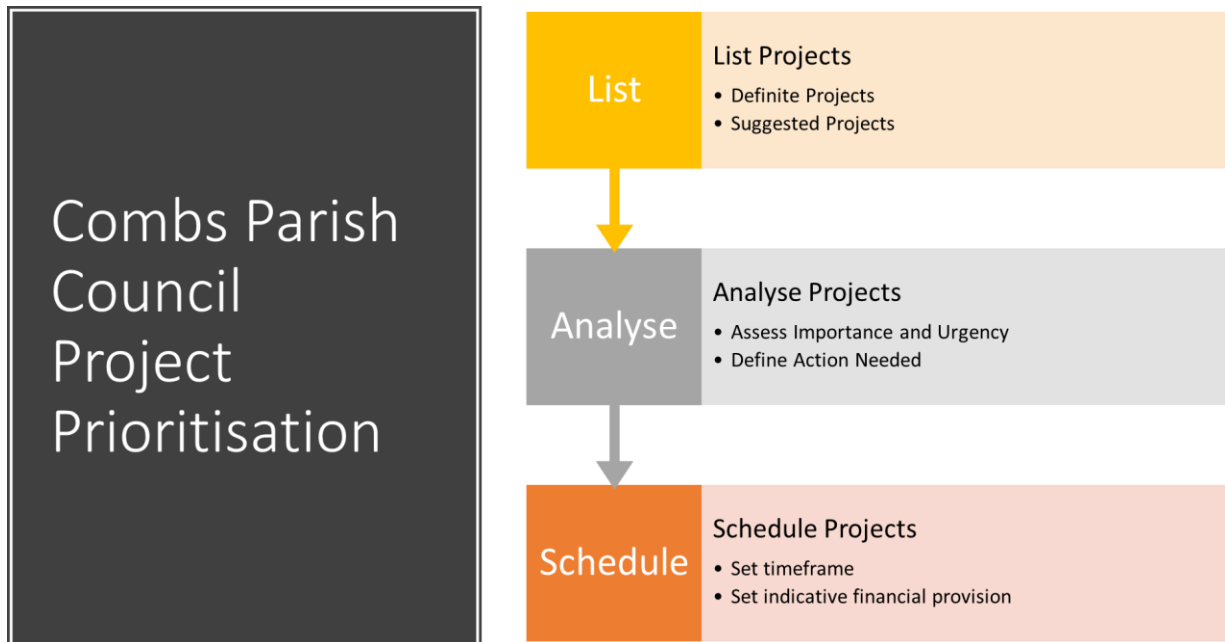 Combs Parish
Council
Project
Prioritisation
List
List Projects
• Definite Projects
• Suggested Projects
Analyse
Analyse Projects
• Assess Importance and Urgency
• Define Action Needed
Schedule
Schedule Projects
• Set timeframe
• Set indicative financial provision